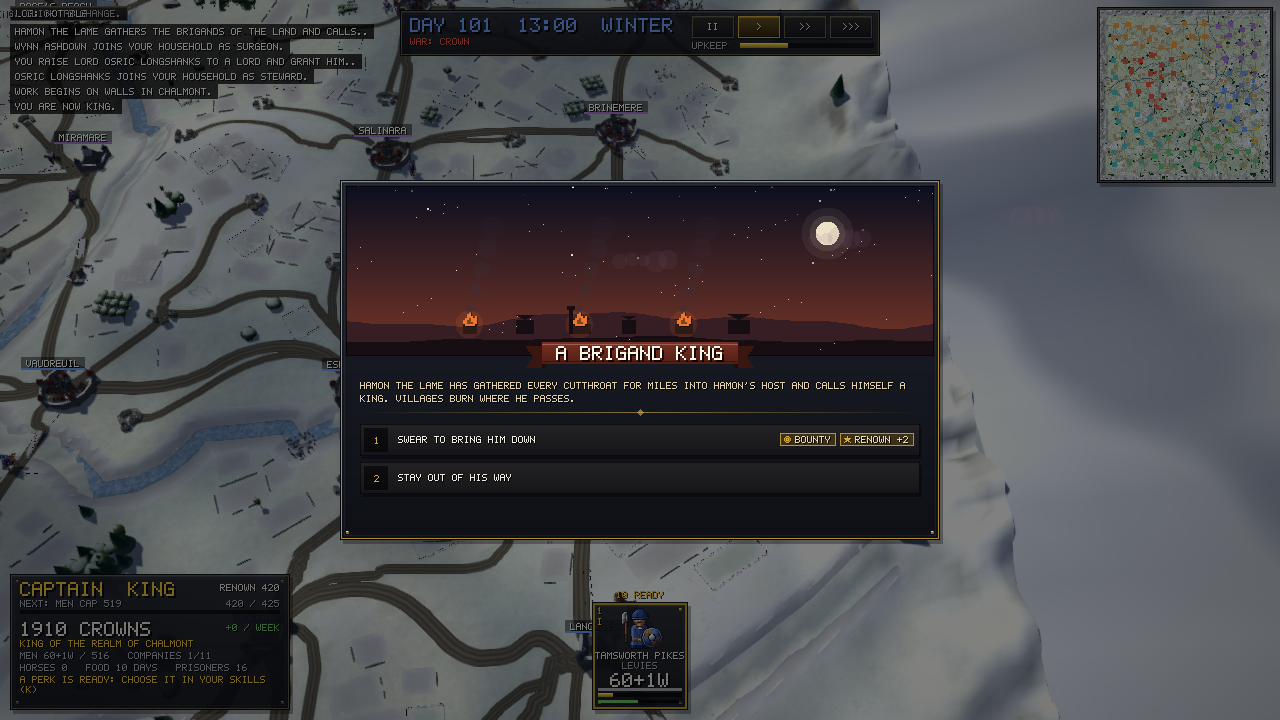 HAMON THE LAME GATHERS THE BRIGANDS OF THE LAND AND CALLS..
WYNN ASHDOWN JOINS YOUR HOUSEHOLD AS SURGEON.
YOU RAISE LORD OSRIC LONGSHANKS TO A LORD AND GRANT HIM..
OSRIC LONGSHANKS JOINS YOUR HOUSEHOLD AS STEWARD.
WORK BEGINS ON WALLS IN CHALMONT.
YOU ARE NOW KING.
DAY 101 13:00 WINTER
WAR: CROWN
II > >> >>>
UPKEEP
BRINEMERE
SALINARA
MIRAMARE
VAUDREUIL
A BRIGAND KING
HAMON THE LAME HAS GATHERED EVERY CUTTHROAT FOR MILES INTO HAMON'S HOST AND CALLS HIMSELF A
KING. VILLAGES BURN WHERE HE PASSES.
1 SWEAR TO BRING HIM DOWN BOUNTY RENOWN +2
2 STAY OUT OF HIS WAY
CAPTAIN KING RENOWN 420
NEXT: MEN CAP 519 420 / 425
1910 CROWNS +0 / WEEK
KING OF THE REALM OF CHALMONT
MEN 60+1W / 516 COMPANIES 1/11
HORSES 0 FOOD 10 DAYS PRISONERS 16
A PERK IS READY: CHOOSE IT IN YOUR SKILLS
(K)
READY
1
I
TAMSWORTH PIKES
LEVIES
60+1W